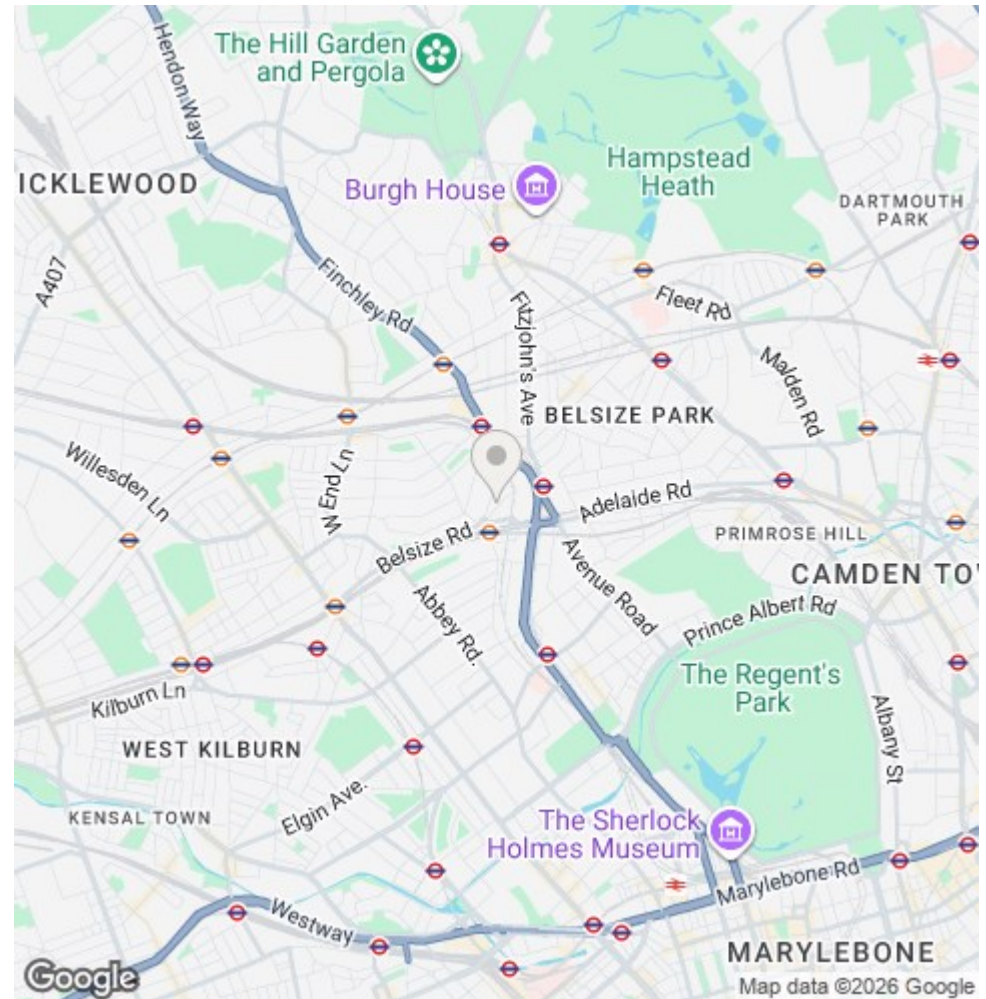 The Hill Garden
and Pergola
Hendon Way
Hampstead
Heath
ICKLEWOOD
Burgh House
DARTMOUTH
PARK
A407
Finchley Rd
Fitzjohn's Ave
Fleet Rd
Malden Rd
BELSIZE PARK
Willesden Ln
W End Ln
Adelaide Rd
Belsize Rd
PRIMROSE HILL
Avenue Road
CAMDEN TO
Abbey Rd.
Prince Albert Rd
The Regent's
Park
Kilburn Ln
Albany St
WEST KILBURN
Elgin Ave.
KENSAL TOWN
The Sherlock
Holmes Museum
Marylebone Rd
Westway
MARYLEBONE
Google
Map data ©2026 Google